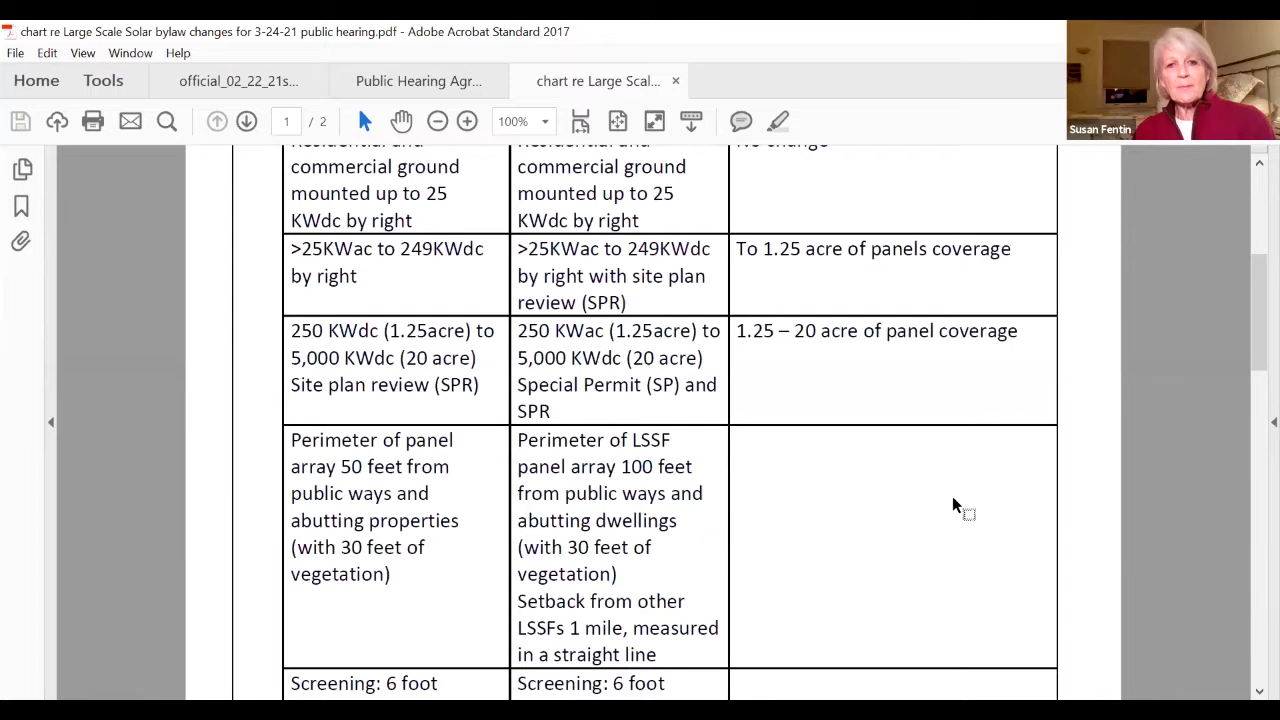 chart re Large Scale Solar bylaw changes for 3-24-21 public hearing.pdf - Adobe Acrobat Standard 2017
File Edit View Window Help
Home Tools official_02_22_21s... Public Hearing Agr... chart re Large Scal... ×
1 / 2 100%
Susan Fentin
Residential and
commercial ground
mounted up to 25
KWdc by right
Residential and
commercial ground
mounted up to 25
KWdc by right
No change
>25KWac to 249KWdc
by right
>25KWac to 249KWdc
by right with site plan
review (SPR)
To 1.25 acre of panels coverage
250 KWdc (1.25acre) to
5,000 KWdc (20 acre)
Site plan review (SPR)
250 KWac (1.25acre) to
5,000 KWdc (20 acre)
Special Permit (SP) and
SPR
1.25 – 20 acre of panel coverage
Perimeter of panel
array 50 feet from
public ways and
abutting properties
(with 30 feet of
vegetation)
Perimeter of LSSF
panel array 100 feet
from public ways and
abutting dwellings
(with 30 feet of
vegetation)
Setback from other
LSSFs 1 mile, measured
in a straight line
Screening: 6 foot
Screening: 6 foot